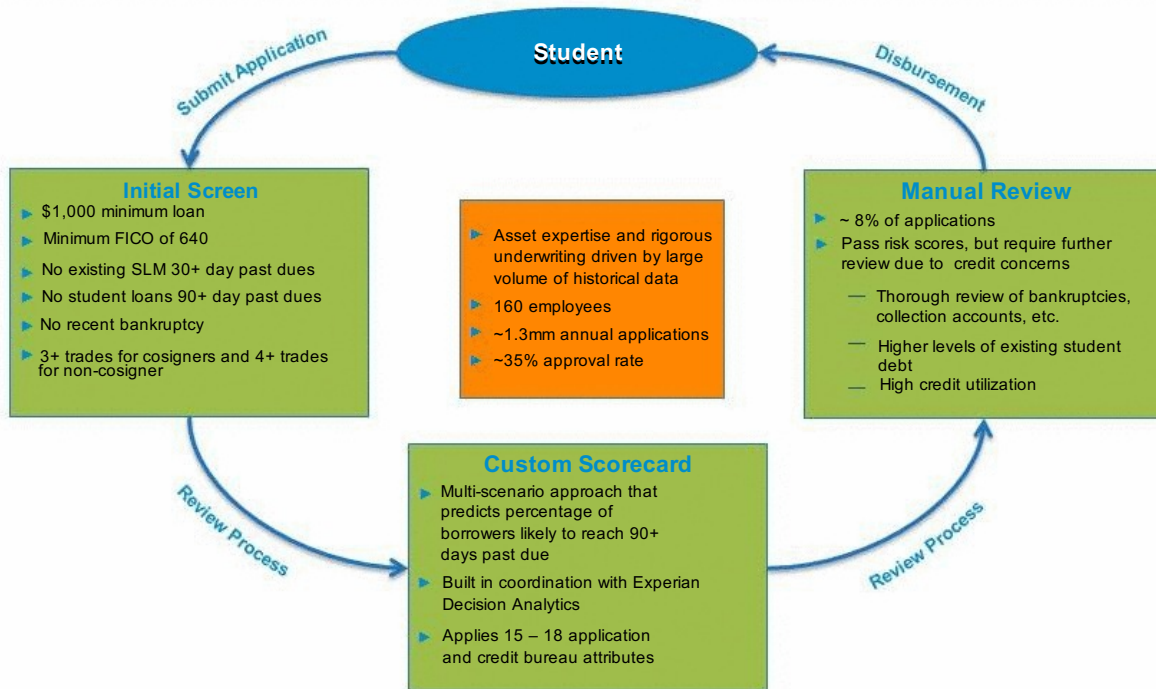 Student
Submit Application
Disbursement
Initial Screen
$1,000 minimum loan
Minimum FICO of 640
No existing SLM 30+ day past dues
No student loans 90+ day past dues
No recent bankruptcy
3+ trades for cosigners and 4+ trades
for non-cosigner
Asset expertise and rigorous
underwriting driven by large
volume of historical data
160 employees
~1.3mm annual applications
~35% approval rate
Manual Review
~ 8% of applications
Pass risk scores, but require further
review due to credit concerns
— Thorough review of bankruptcies,
collection accounts, etc.
— Higher levels of existing student
debt
— High credit utilization
Review Process
Custom Scorecard
Multi-scenario approach that
predicts percentage of
borrowers likely to reach 90+
days past due
Built in coordination with Experian
Decision Analytics
Applies 15 – 18 application
and credit bureau attributes
Review Process